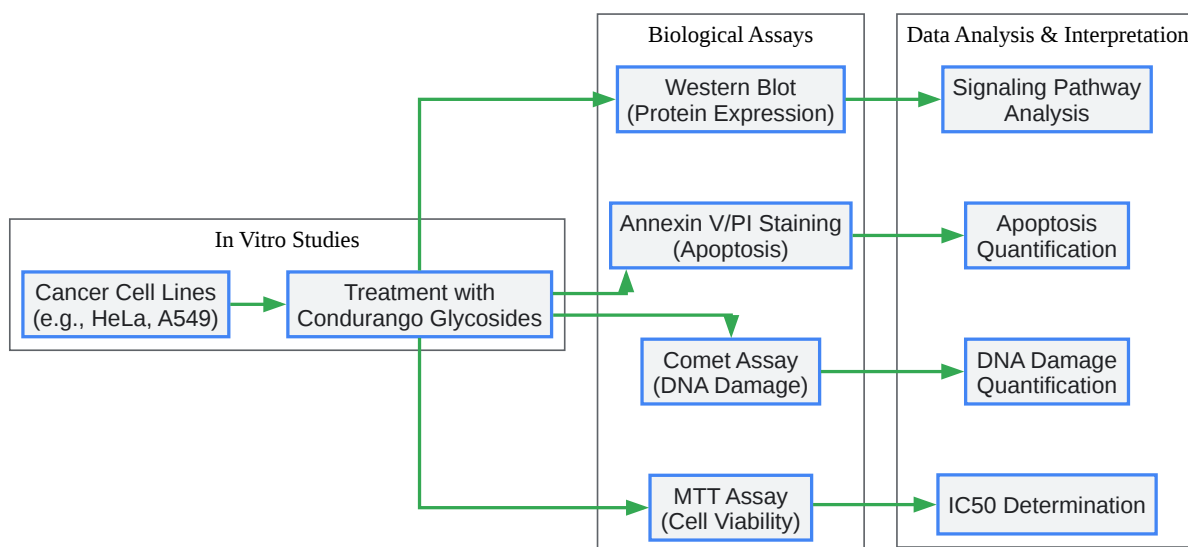 In Vitro Studies
Cancer Cell Lines
(e.g., HeLa, A549)
Treatment with
Condurango Glycosides
Biological Assays
Western Blot
(Protein Expression)
Annexin V/PI Staining
(Apoptosis)
Comet Assay
(DNA Damage)
MTT Assay
(Cell Viability)
Data Analysis & Interpretation
Signaling Pathway
Analysis
Apoptosis
Quantification
DNA Damage
Quantification
IC50 Determination